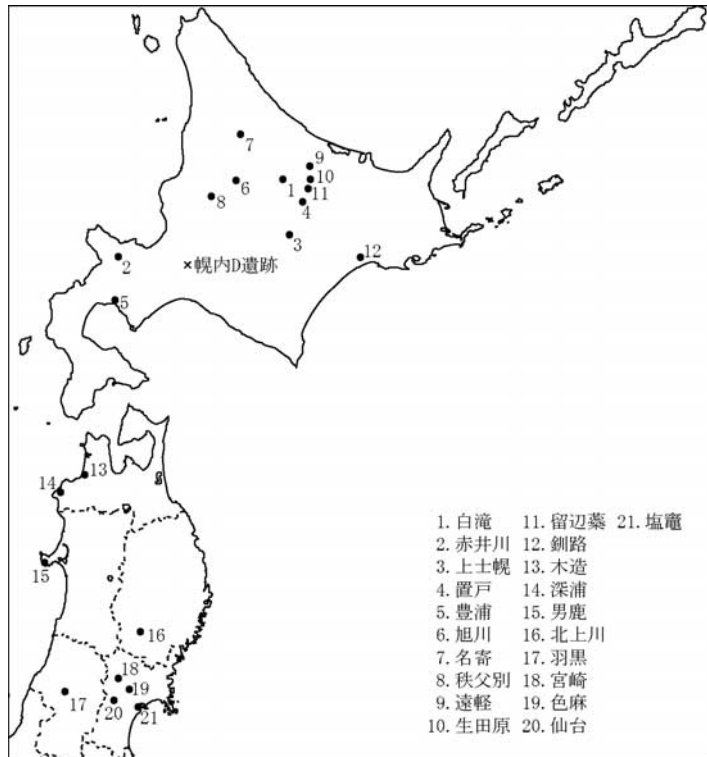 7
9
6
1
10
8
11
4
3
2
×幌内D遺跡
12
5
13
14
15
16
18
17
19
20
21
1. 白滝 11. 留辺蘂 21. 塩竈
2. 赤井川 12. 釧路
3. 上士幌 13. 木造
4. 置戸 14. 深浦
5. 豊浦 15. 男鹿
6. 旭川 16. 北上川
7. 名寄 17. 羽黒
8. 秩父別 18. 宮崎
9. 遠軽 19. 色麻
10. 生田原 20. 仙台